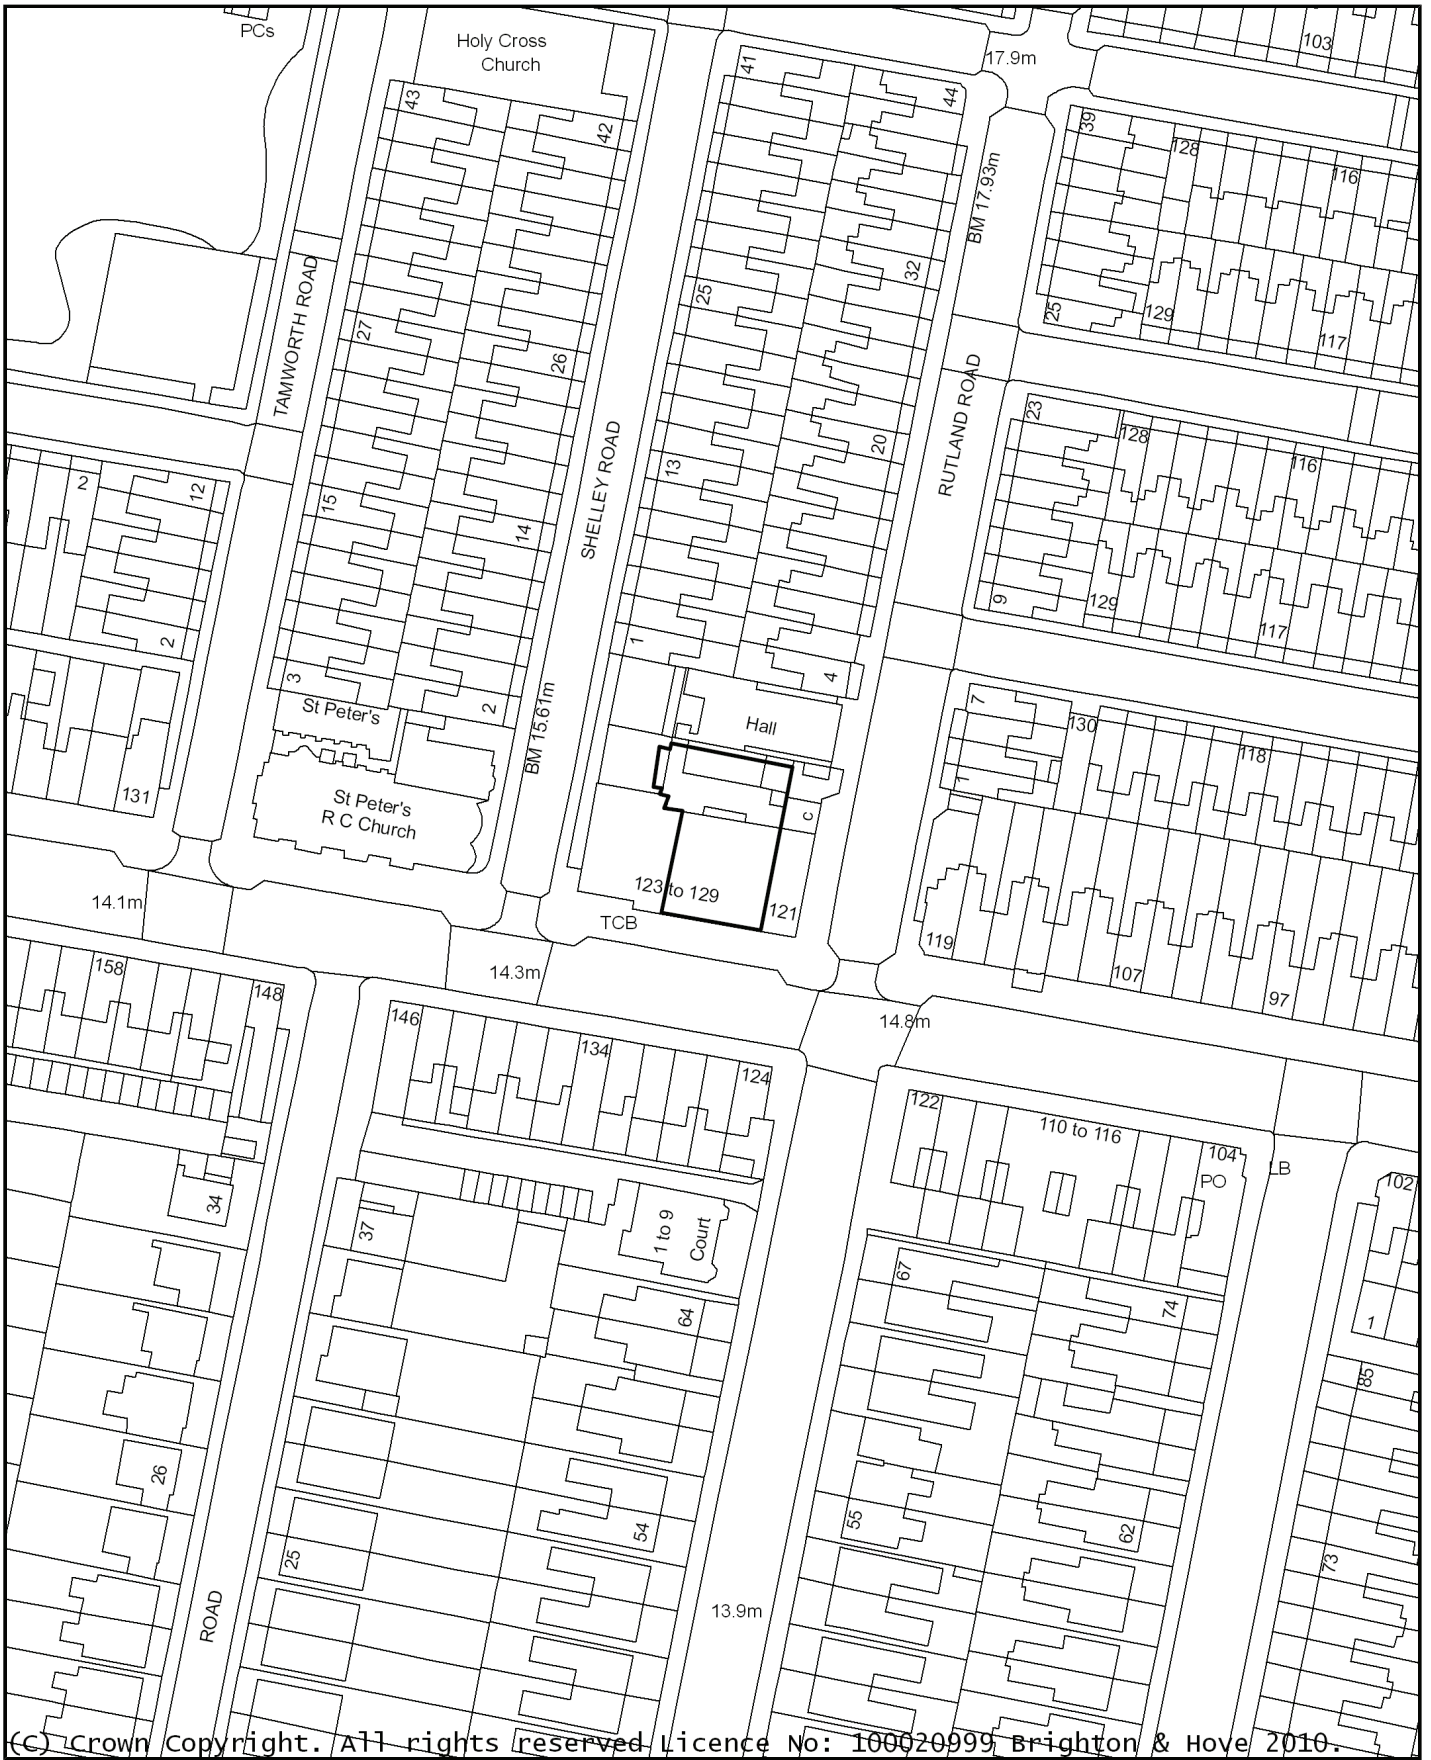 PCs
Holy Cross
Church
103
17.9m
41
44
43
42
39
128
116
BM 17.93m
32
25
25
129
117
TAMWORTH ROAD
27
26
23
128
116
RUTLAND ROAD
20
13
SHELLEY ROAD
2
12
15
14
9
129
117
2
1
4
3
St Peter's
2
BM 15.61m
Hall
7
130
118
1
131
St Peter's
R C Church
c
123 to 129
121
TCB
14.1m
119
107
97
158
148
14.3m
14.8m
146
134
124
122
110 to 116
104
PO
LB
102
34
37
1 to 9
Court
67
64
74
1
85
26
55
62
54
25
73
ROAD
13.9m
(c) Crown Copyright. All rights reserved Licence No: 100020999 Brighton & Hove 2010.